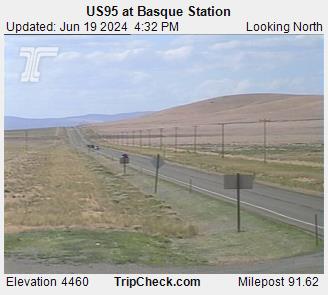 US95 at Basque Station
Updated: Jun 19 2024 4:32 PM Looking North
Elevation 4460 TripCheck.com Milepost 91.62